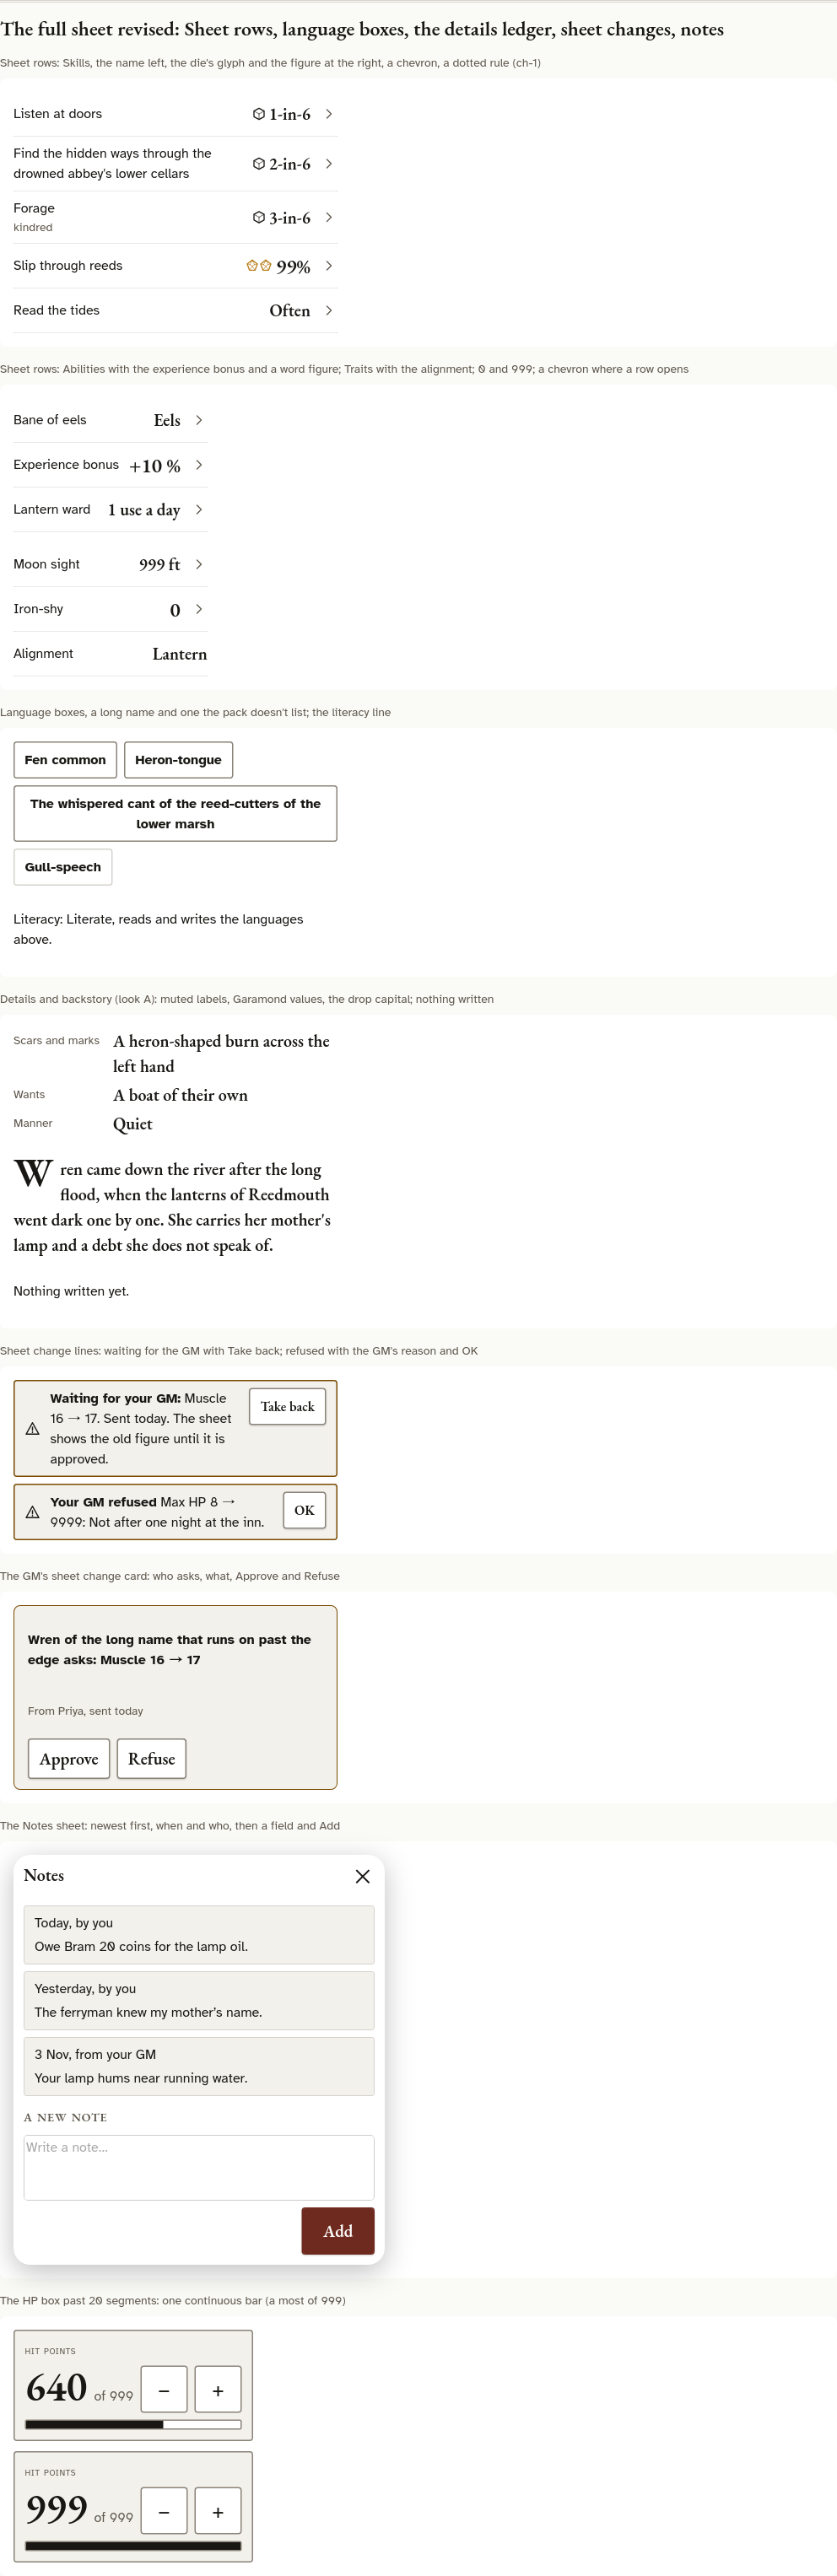 The full sheet revised: Sheet rows, language boxes, the details ledger, sheet changes, notes
Sheet rows: Skills, the name left, the die's glyph and the figure at the right, a chevron, a dotted rule (ch-1)
Listen at doors 1-in-6
Find the hidden ways through the
drowned abbey's lower cellars 2-in-6
Forage 3-in-6
kindred
Slip through reeds 99%
Read the tides Often
Sheet rows: Abilities with the experience bonus and a word figure; Traits with the alignment; 0 and 999; a chevron where a row opens
Bane of eels Eels
Experience bonus +10 %
Lantern ward 1 use a day
Moon sight 999 ft
Iron-shy 0
Alignment Lantern
Language boxes, a long name and one the pack doesn't list; the literacy line
Fen common Heron-tongue
The whispered cant of the reed-cutters of the
lower marsh
Gull-speech
Literacy: Literate, reads and writes the languages
above.
Details and backstory (look A): muted labels, Garamond values, the drop capital; nothing written
Scars and marks A heron-shaped burn across the
left hand
Wants A boat of their own
Manner Quiet
Wren came down the river after the long
flood, when the lanterns of Reedmouth
went dark one by one. She carries her mother's
lamp and a debt she does not speak of.
Nothing written yet.
Sheet change lines: waiting for the GM with Take back; refused with the GM's reason and OK
Waiting for your GM: Muscle
16 → 17. Sent today. The sheet
shows the old figure until it is
approved.
Take back
Your GM refused Max HP 8 →
9999: Not after one night at the inn.
OK
The GM's sheet change card: who asks, what, Approve and Refuse
Wren of the long name that runs on past the
edge asks: Muscle 16 → 17
From Priya, sent today
Approve Refuse
The Notes sheet: newest first, when and who, then a field and Add
Notes
Today, by you
Owe Bram 20 coins for the lamp oil.
Yesterday, by you
The ferryman knew my mother's name.
3 Nov, from your GM
Your lamp hums near running water.
A NEW NOTE
Write a note...
Add
The HP box past 20 segments: one continuous bar (a most of 999)
HIT POINTS
640 of 999 − +
HIT POINTS
999 of 999 − +